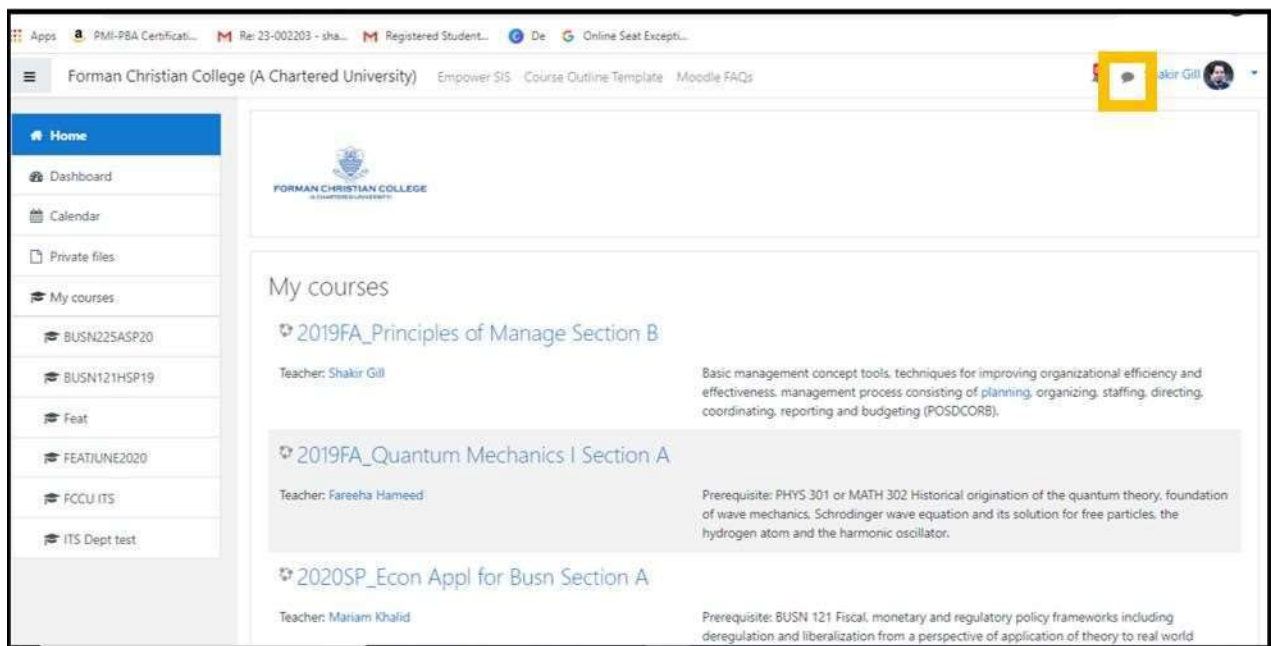 Apps PMI-PBA Certificati... Re: 23-002203 - sha... Registered Student... De Online Seat Excepti...
Forman Christian College (A Chartered University) Empower SIS Course Outline Template Moodle FAQs akir Gill
Home
Dashboard
Calendar
Private files
My courses
BUSN225ASP20
BUSN121HSP19
Feat
FEATJUNE2020
FCCU ITS
ITS Dept test
FORMAN CHRISTIAN COLLEGE
(A CHARTERED UNIVERSITY)
My courses
2019FA_Principles of Manage Section B
Teacher: Shakir Gill
Basic management concept tools, techniques for improving organizational efficiency and
effectiveness. management process consisting of planning, organizing, staffing, directing,
coordinating, reporting and budgeting (POSDCORB).
2019FA_Quantum Mechanics I Section A
Teacher: Fareeha Hameed
Prerequisite: PHYS 301 or MATH 302 Historical origination of the quantum theory, foundation
of wave mechanics, Schrodinger wave equation and its solution for free particles, the
hydrogen atom and the harmonic oscillator.
2020SP_Econ Appl for Busn Section A
Teacher: Mariam Khalid
Prerequisite: BUSN 121 Fiscal, monetary and regulatory policy frameworks including
deregulation and liberalization from a perspective of application of theory to real world